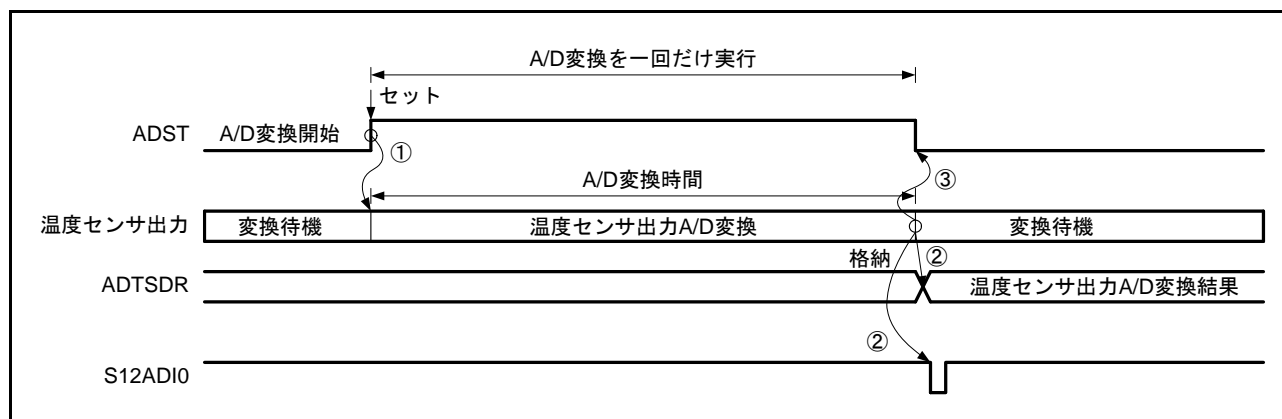 A/D変換を一回だけ実行
セット
ADST
A/D変換開始
①
A/D変換時間
③
温度センサ出力
変換待機
温度センサ出力A/D変換
変換待機
格納
②
ADTSDR
温度センサ出力A/D変換結果
②
S12ADI0